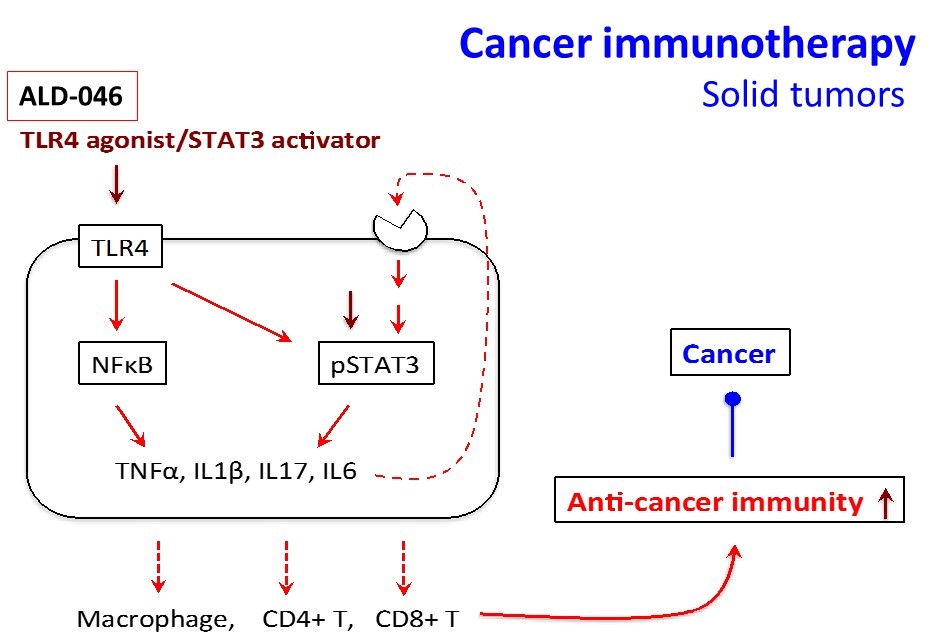 Cancer immunotherapy
Solid tumors
ALD-046
TLR4 agonist/STAT3 activator
TLR4
NFκB
pSTAT3
TNFα, IL1β, IL17, IL6
Macrophage, CD4+ T, CD8+ T
Cancer
Anti-cancer immunity